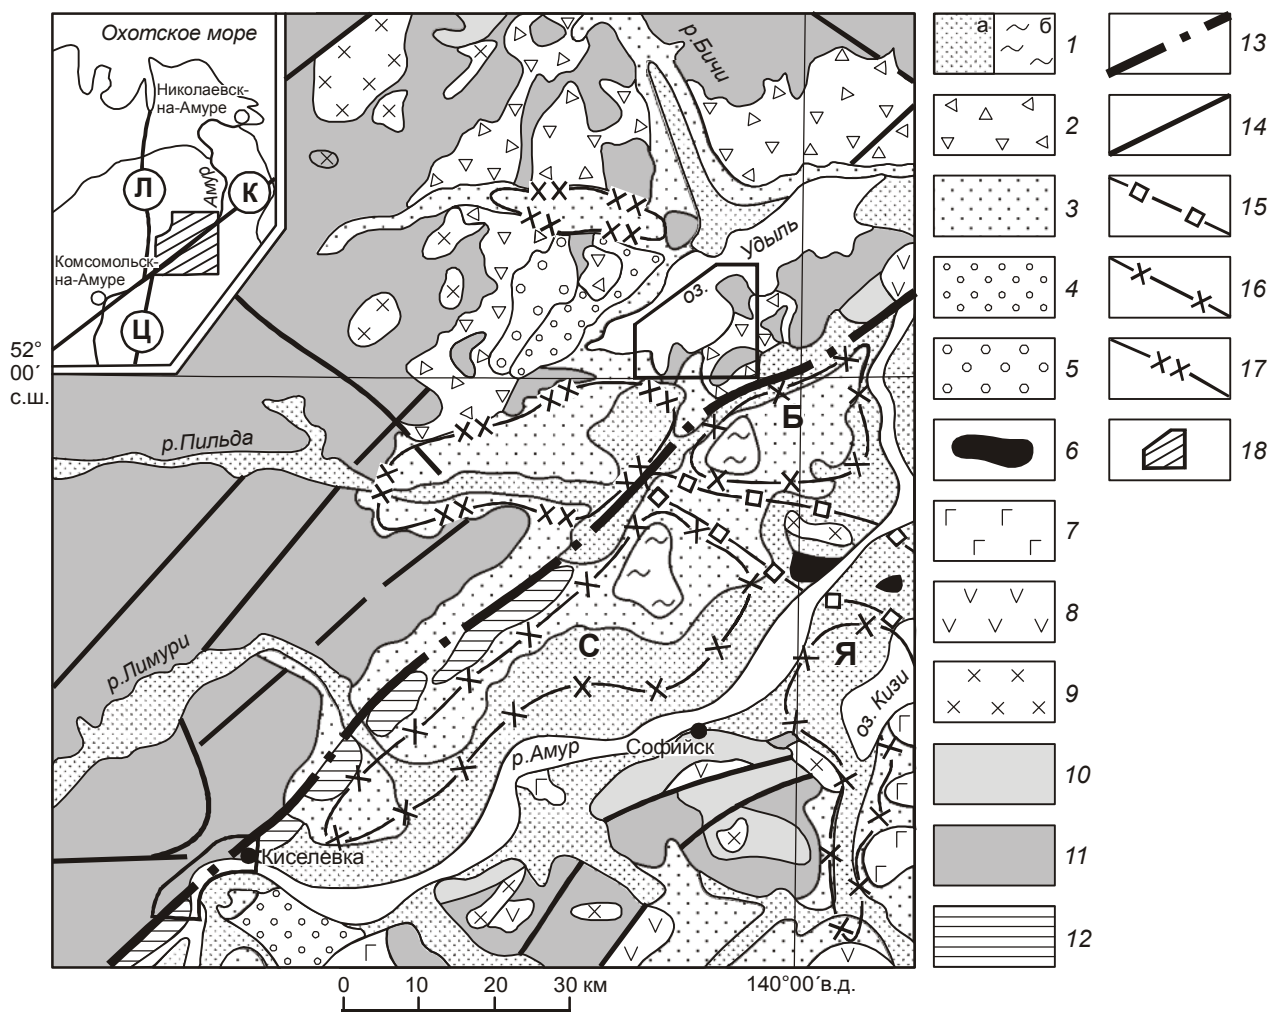 Охотское море
Николаевск-
на-Амуре
Амур
Л
К
Комсомольск-
на-Амуре
Ц
р.Бичи
оз. Удыль
52°
00´
с.ш.
р.Пильда
Б
р.Лимури
С
Я
оз. Кизи
р.Амур
Софийск
Киселевка
0 10 20 30 км
140°00´в.д.
а б
1
2
3
4
5
6
7
8
9
10
11
12
13
14
15
16
17
18